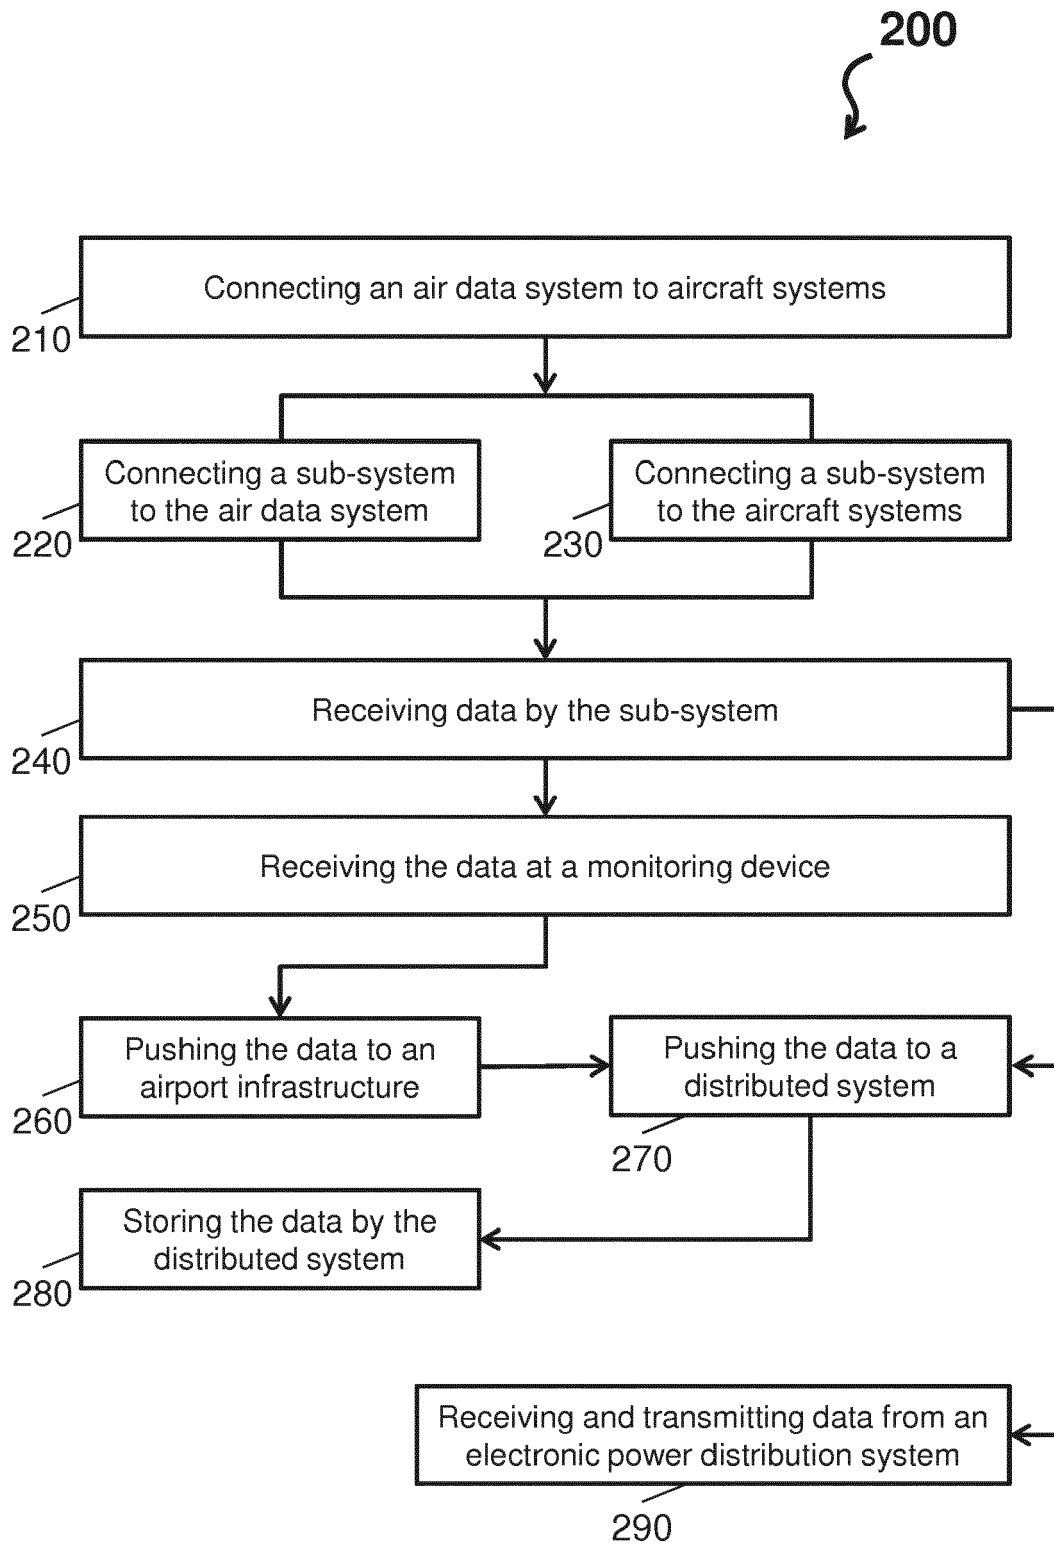 200
Connecting an air data system to aircraft systems
210
Connecting a sub-system
to the air data system
220
Connecting a sub-system
to the aircraft systems
230
Receiving data by the sub-system
240
Receiving the data at a monitoring device
250
Pushing the data to an
airport infrastructure
260
Pushing the data to a
distributed system
270
Storing the data by the
distributed system
280
Receiving and transmitting data from an
electronic power distribution system
290